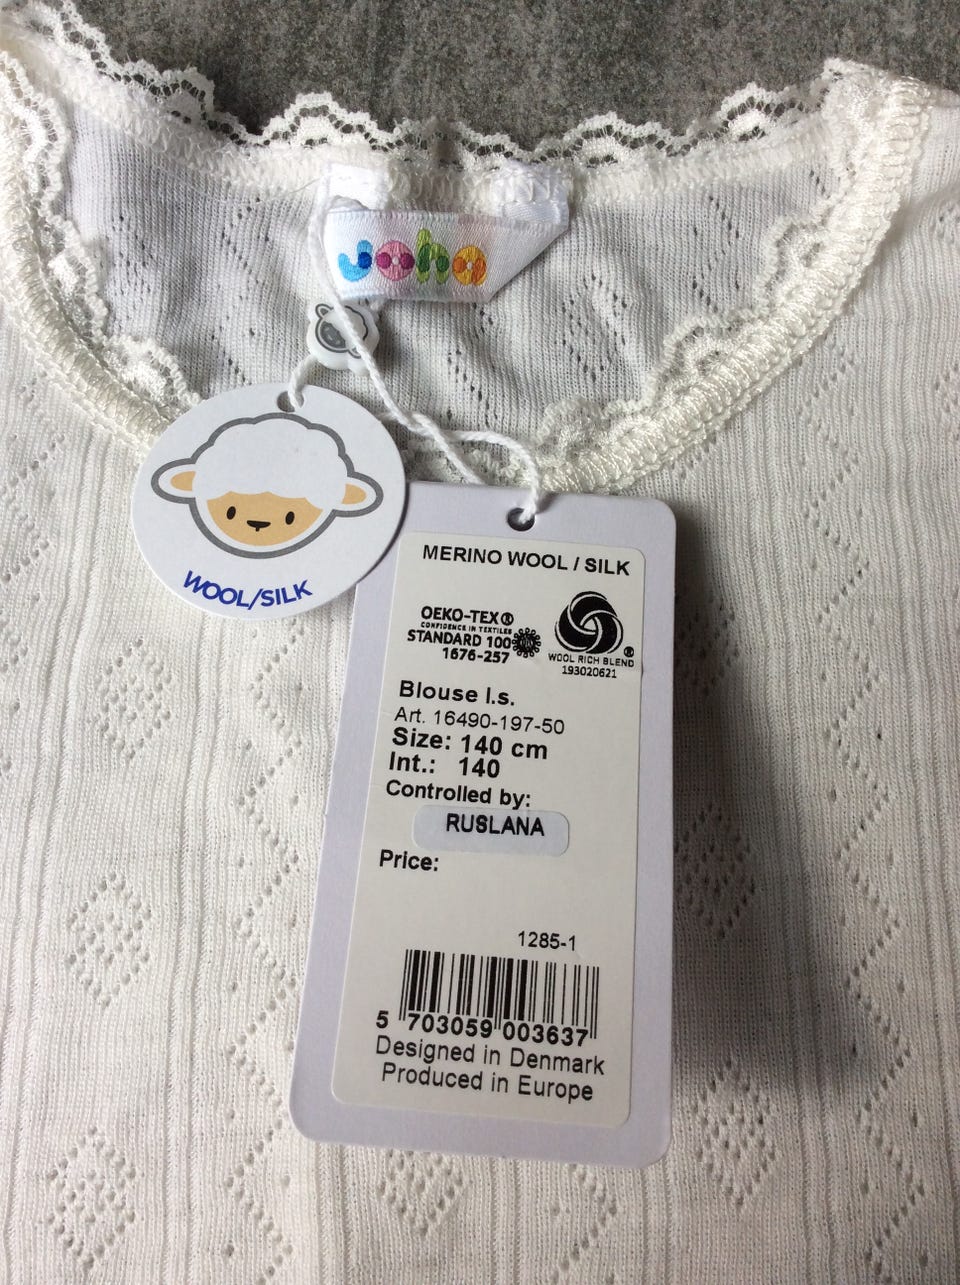 Joha
WOOL/SILK
MERINO WOOL / SILK
OEKO-TEX®
CONFIDENCE IN TEXTILES
STANDARD 100
1676-257
WOOL RICH BLEND
®
193020621
Blouse l.s.
Art. 16490-197-50
Size: 140 cm
Int.: 140
Controlled by:
RUSLANA
Price:
1285-1
5 703059 003637
Designed in Denmark
Produced in Europe